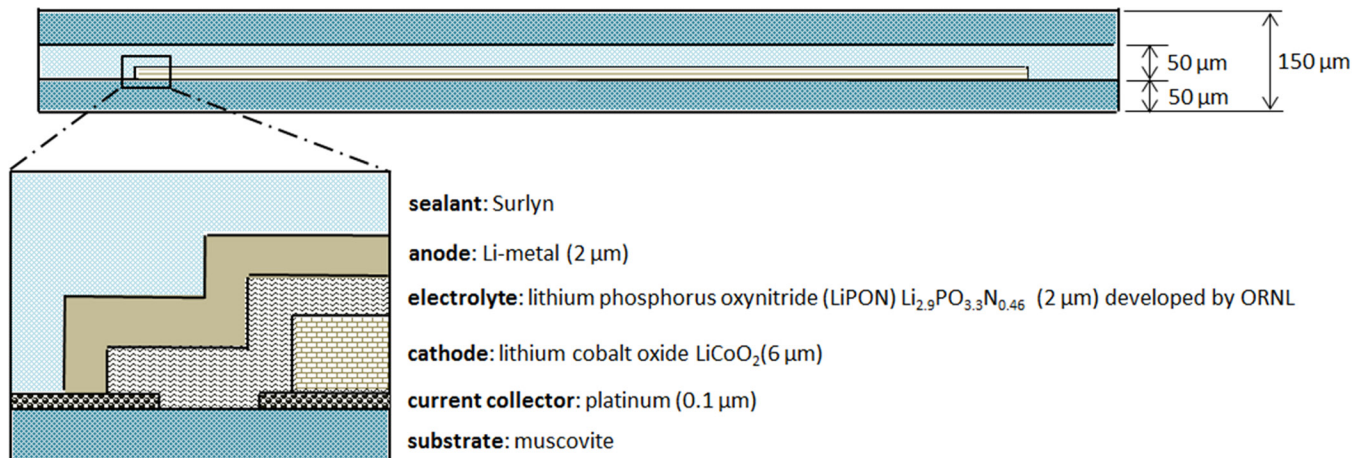 50 μm
150 μm
50 μm
sealant: Surlyn
anode: Li-metal (2 μm)
electrolyte: lithium phosphorus oxynitride (LiPON) Li2.9PO3.3N0.46 (2 μm) developed by ORNL
cathode: lithium cobalt oxide LiCoO2(6 μm)
current collector: platinum (0.1 μm)
substrate: muscovite